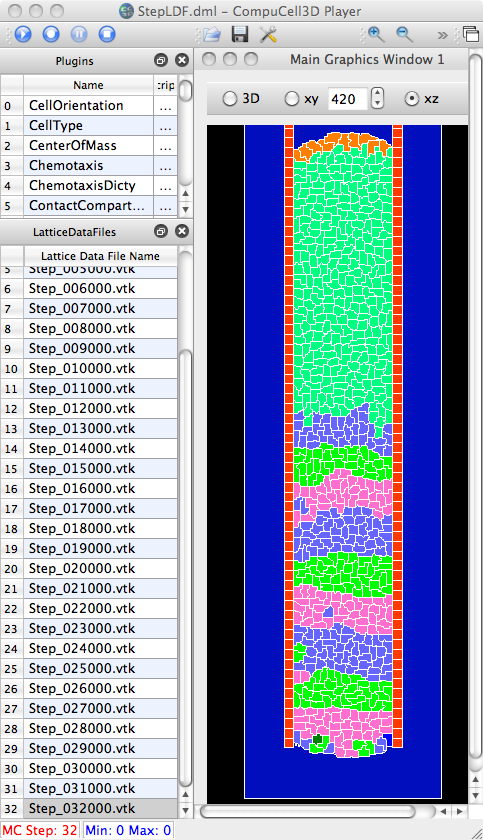 StepLDF.dml - CompuCell3D Player
Plugins
Name
crip
0 CellOrientation ...
1 CellType ...
2 CenterOfMass ...
3 Chemotaxis ...
4 ChemotaxisDicty ...
5 ContactCompart... ...
LatticeDataFiles
Lattice Data File Name
5 Step_005000.vtk
6 Step_006000.vtk
7 Step_007000.vtk
8 Step_008000.vtk
9 Step_009000.vtk
10 Step_010000.vtk
11 Step_011000.vtk
12 Step_012000.vtk
13 Step_013000.vtk
14 Step_014000.vtk
15 Step_015000.vtk
16 Step_016000.vtk
17 Step_017000.vtk
18 Step_018000.vtk
19 Step_019000.vtk
20 Step_020000.vtk
21 Step_021000.vtk
22 Step_022000.vtk
23 Step_023000.vtk
24 Step_024000.vtk
25 Step_025000.vtk
26 Step_026000.vtk
27 Step_027000.vtk
28 Step_028000.vtk
29 Step_029000.vtk
30 Step_030000.vtk
31 Step_031000.vtk
32 Step_032000.vtk
MC Step: 32 Min: 0 Max: 0
»
Main Graphics Window 1
3D xy 420 xz